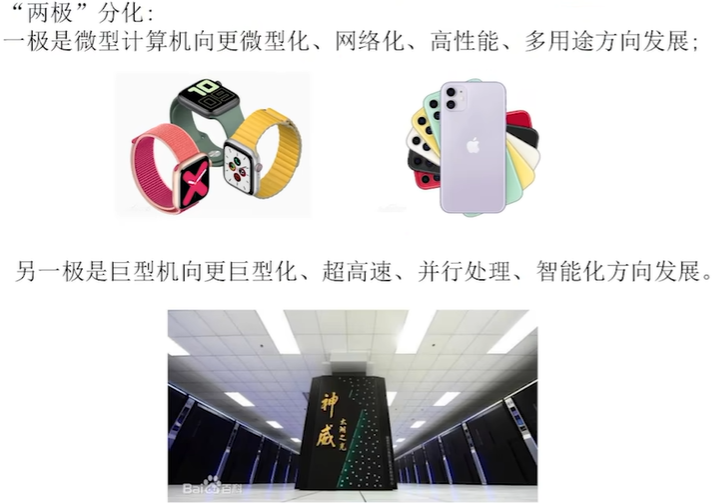 “两极”分化:
一极是微型计算机向更微型化、网络化、高性能、多用途方向发展;
10
09
另一极是巨型机向更巨型化、超高速、并行处理、智能化方向发展。
神威
太湖之光
Bai百科